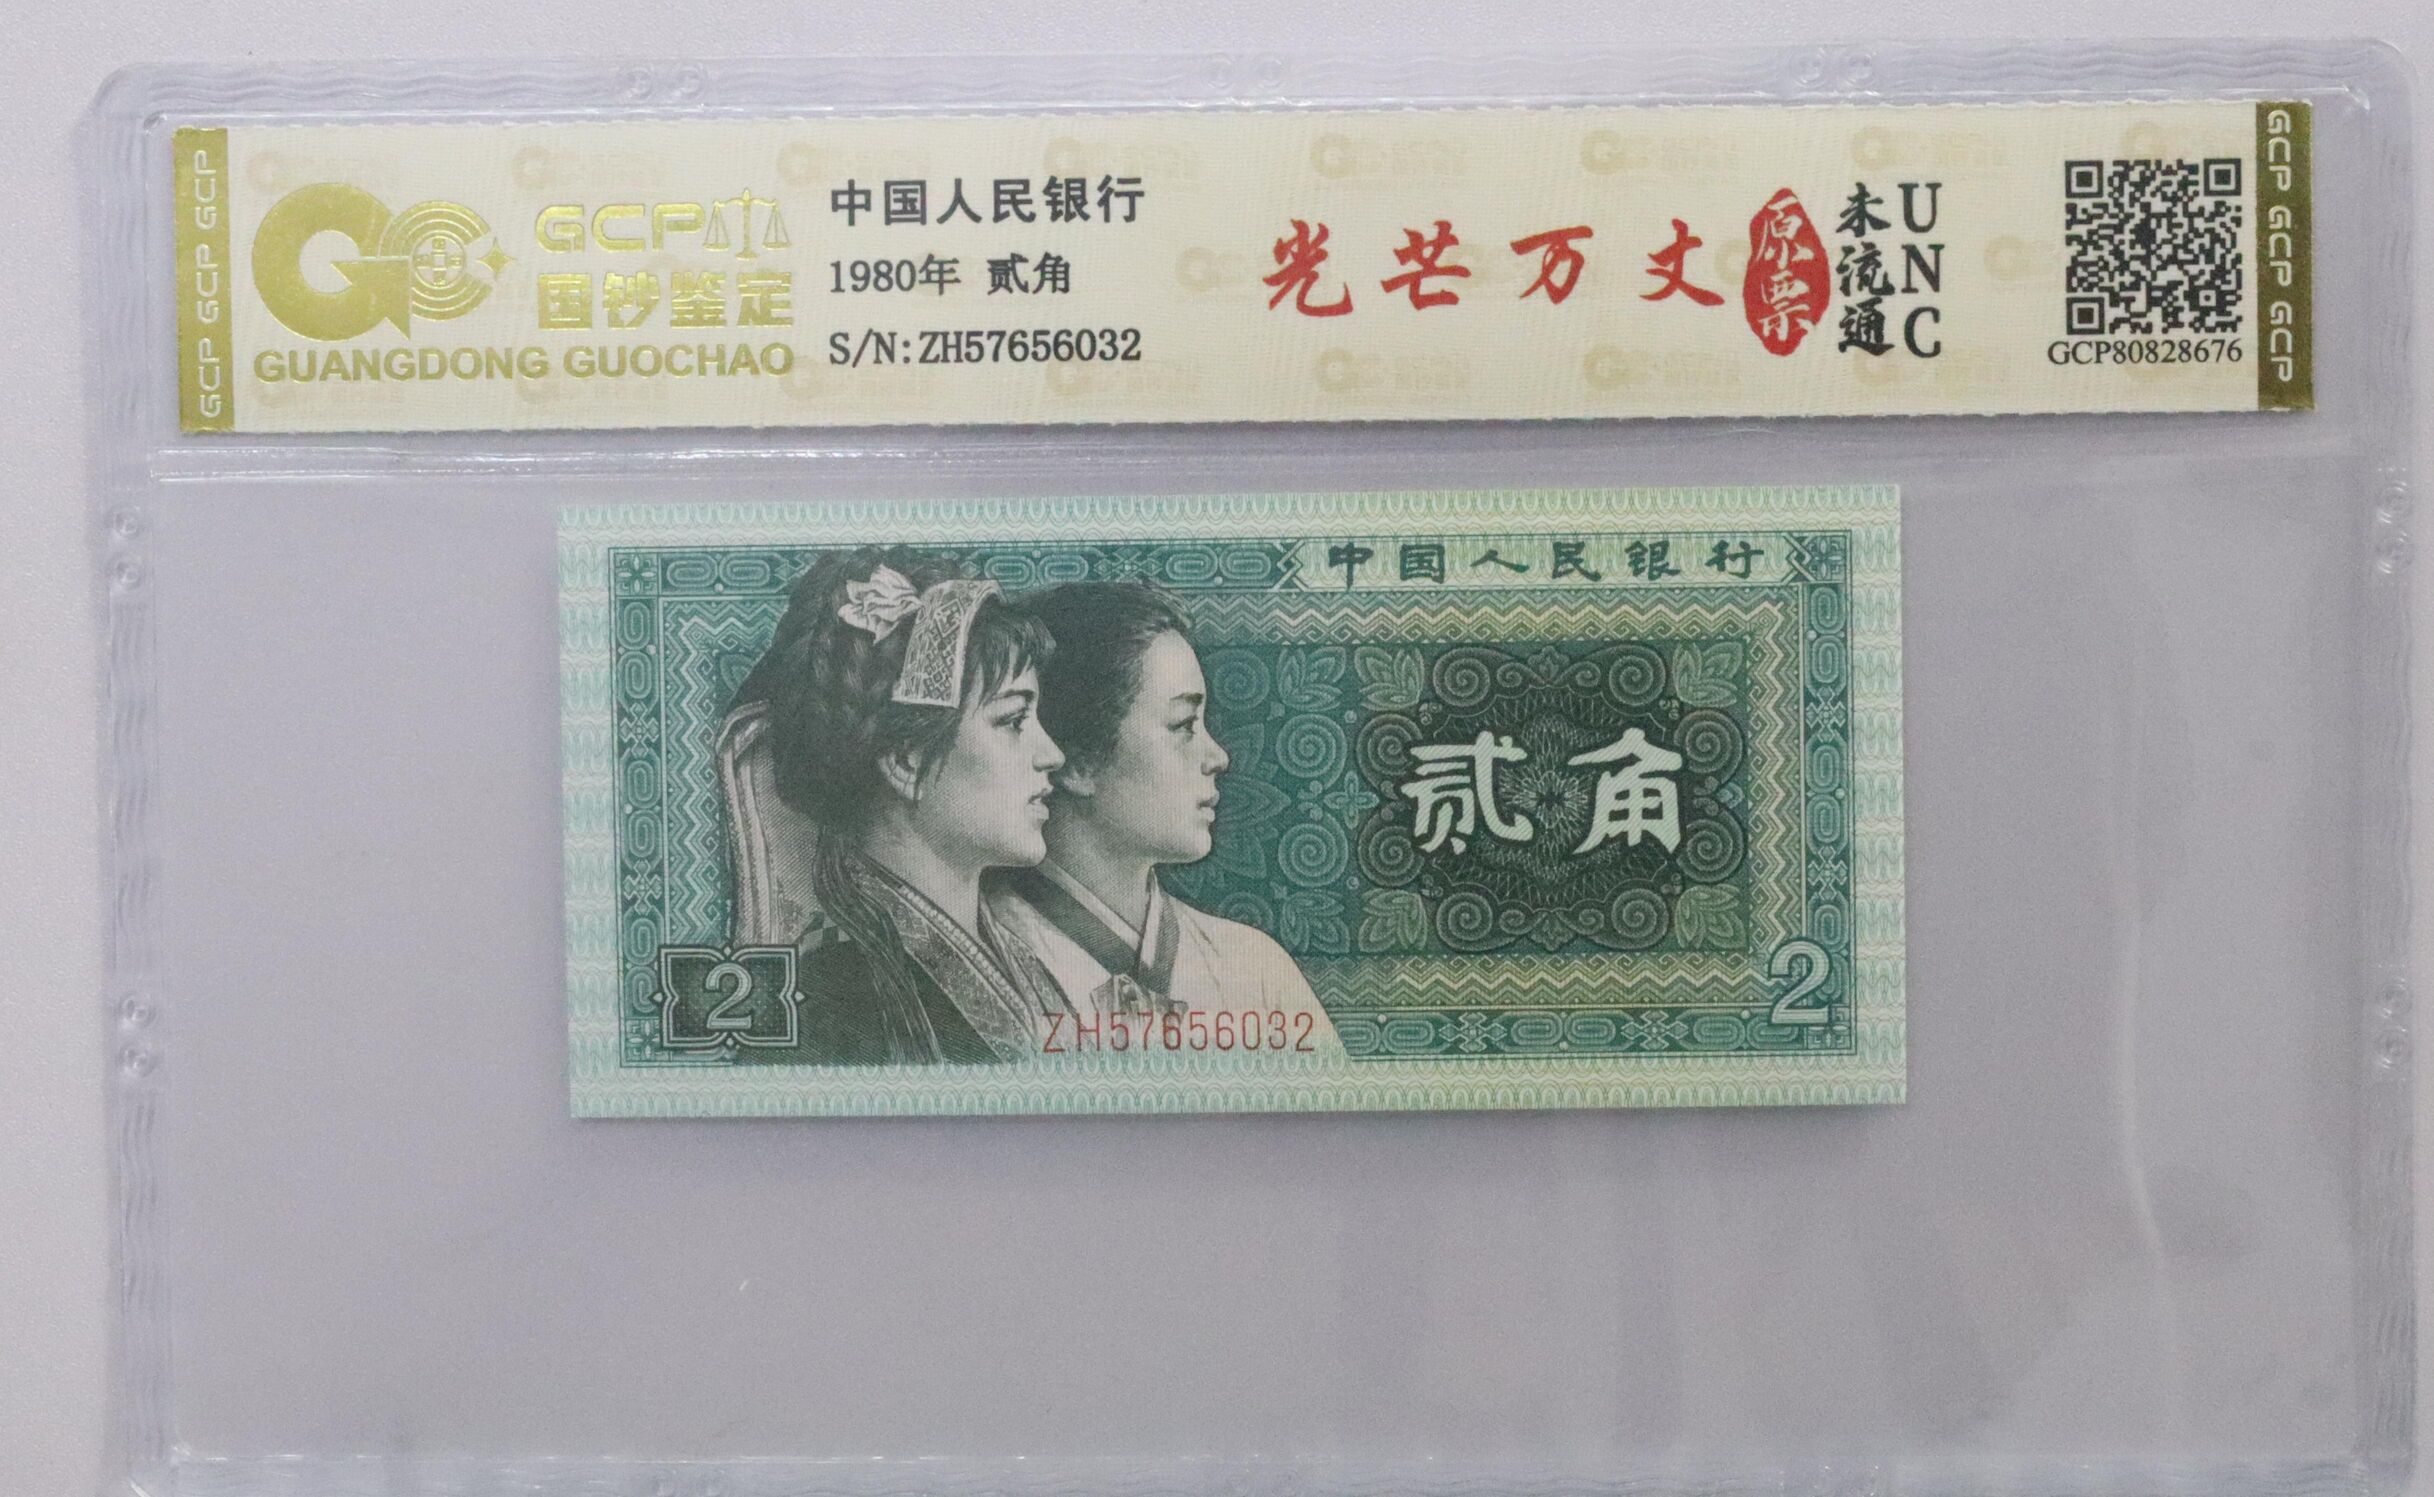 GCP GCP GCP
GCP
国钞鉴定
GUANGDONG GUOCHAO
中国人民银行
1980年 贰角
S/N:ZH57656032
光芒万丈
原票
未流通
UNC
GCP80828676
GCP GCP GCP
中国人民银行
贰角
2
ZH57656032
2